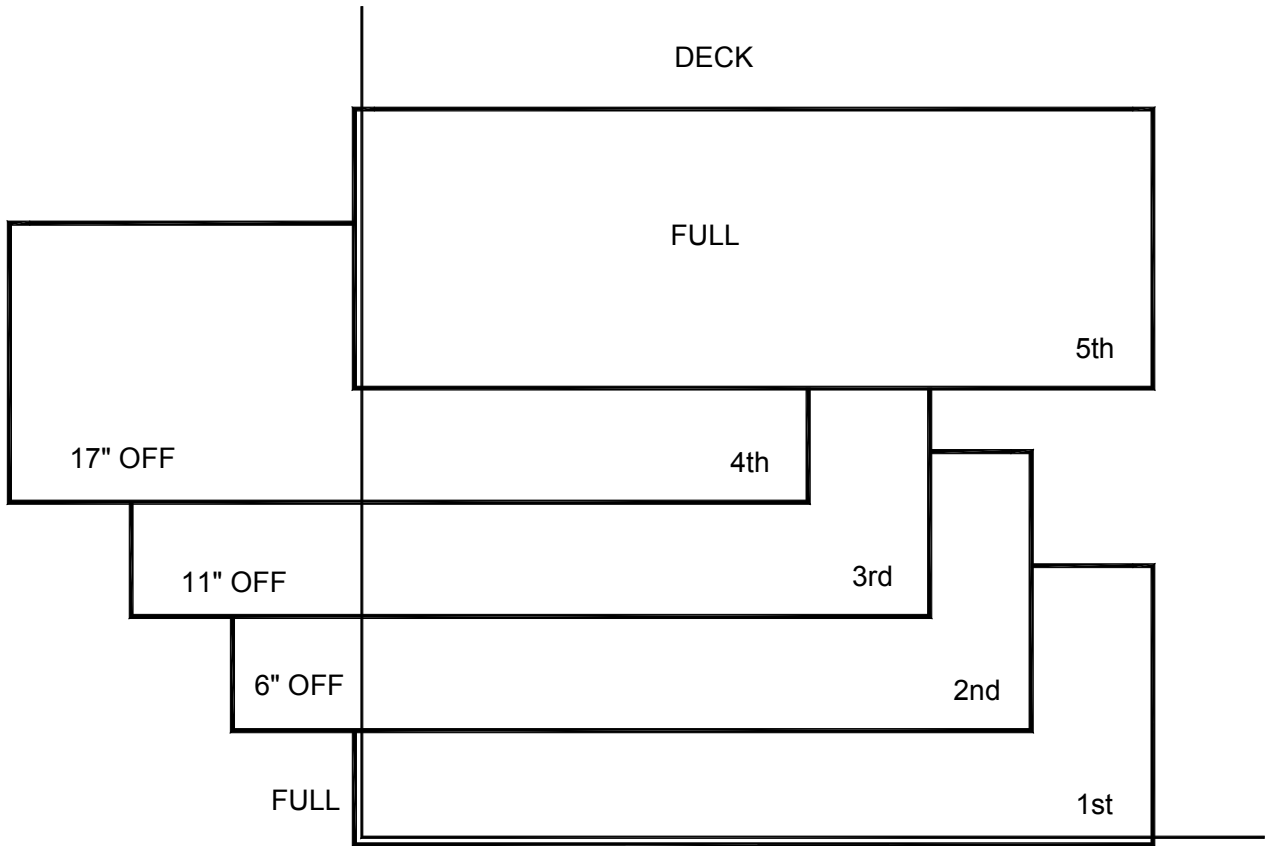 DECK
FULL
5th
17" OFF
4th
11" OFF
3rd
6" OFF
2nd
FULL
1st